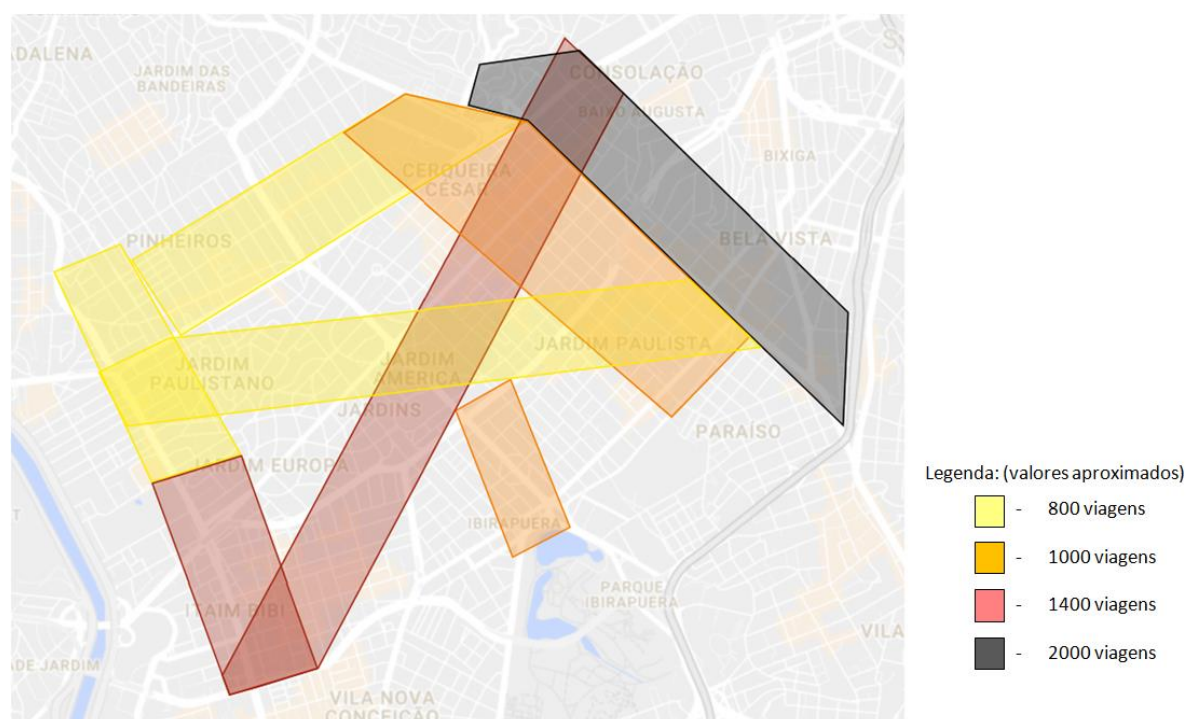 DALENA
JARDIM DAS
BANDEIRAS
CONSOLAÇÃO
BAIXO AUGUSTA
BIXIGA
CERQUEIRA
CÉSAR
PINHEIROS
BELA VISTA
JARDIM PAULISTA
JARDIM
PAULISTANO
JARDIM
AMÉRICA
JARDINS
PARAÍSO
JARDIM EUROPA
IBIRAPUERA
PARQUE
IBIRAPUERA
ITAIM BIBI
VILA
DE JARDIM
VILA NOVA
CONCEIÇÃO
Legenda: (valores aproximados)
- 800 viagens
- 1000 viagens
- 1400 viagens
- 2000 viagens